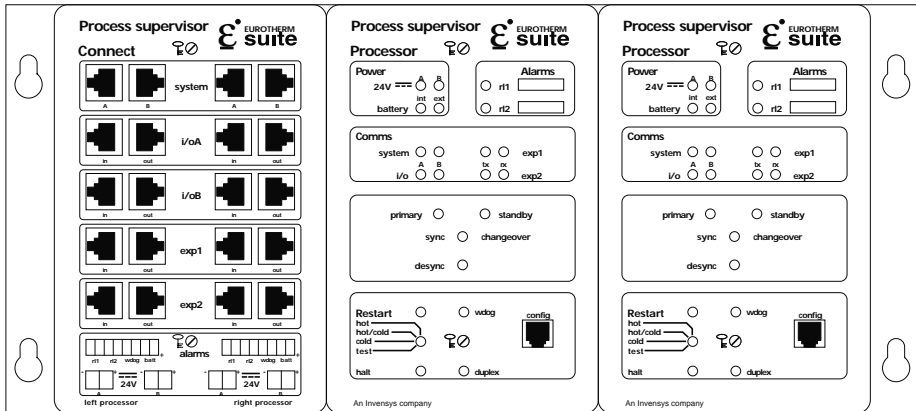 Process supervisor
EUROTHERM
suite
Connect
A B A B
system
in out in out
i/oA
in out in out
i/oB
in out in out
exp1
in out in out
exp2
alarms
rl1 rl2 wdog batt + rl1 rl2 wdog batt +
- + - + - + - +
24V 24V
A B A B
left processor right processor
Process supervisor
EUROTHERM
suite
Processor
Power
A B
24V
int ext
battery
Alarms
rl1
rl2
Comms
system exp1
A B tx rx
i/o exp2
primary standby
sync changeover
desync
Restart wdog config
hot
hot/cold
cold
test
halt duplex
An Invensys company
Process supervisor
EUROTHERM
suite
Processor
Power
A B
24V
int ext
battery
Alarms
rl1
rl2
Comms
system exp1
A B tx rx
i/o exp2
primary standby
sync changeover
desync
Restart wdog config
hot
hot/cold
cold
test
halt duplex
An Invensys company